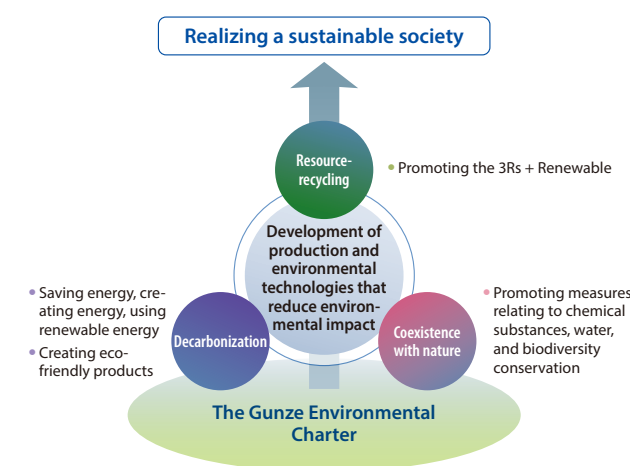 Realizing a sustainable society
Resource-
recycling
• Promoting the 3Rs + Renewable
Development of
production and
environmental
technologies that
reduce environ-
mental impact
• Saving energy, cre-
ating energy, using
renewable energy
• Creating eco-
friendly products
Decarbonization
Coexistence
with nature
• Promoting measures
relating to chemical
substances, water,
and biodiversity
conservation
The Gunze Environmental
Charter